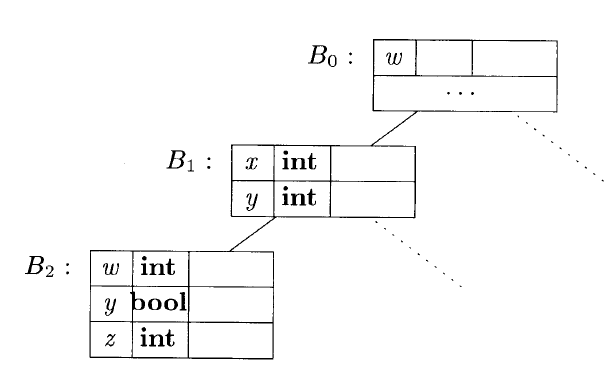 B₀ : w
...
B₁ : x int
y int
B₂ : w int
y bool
z int